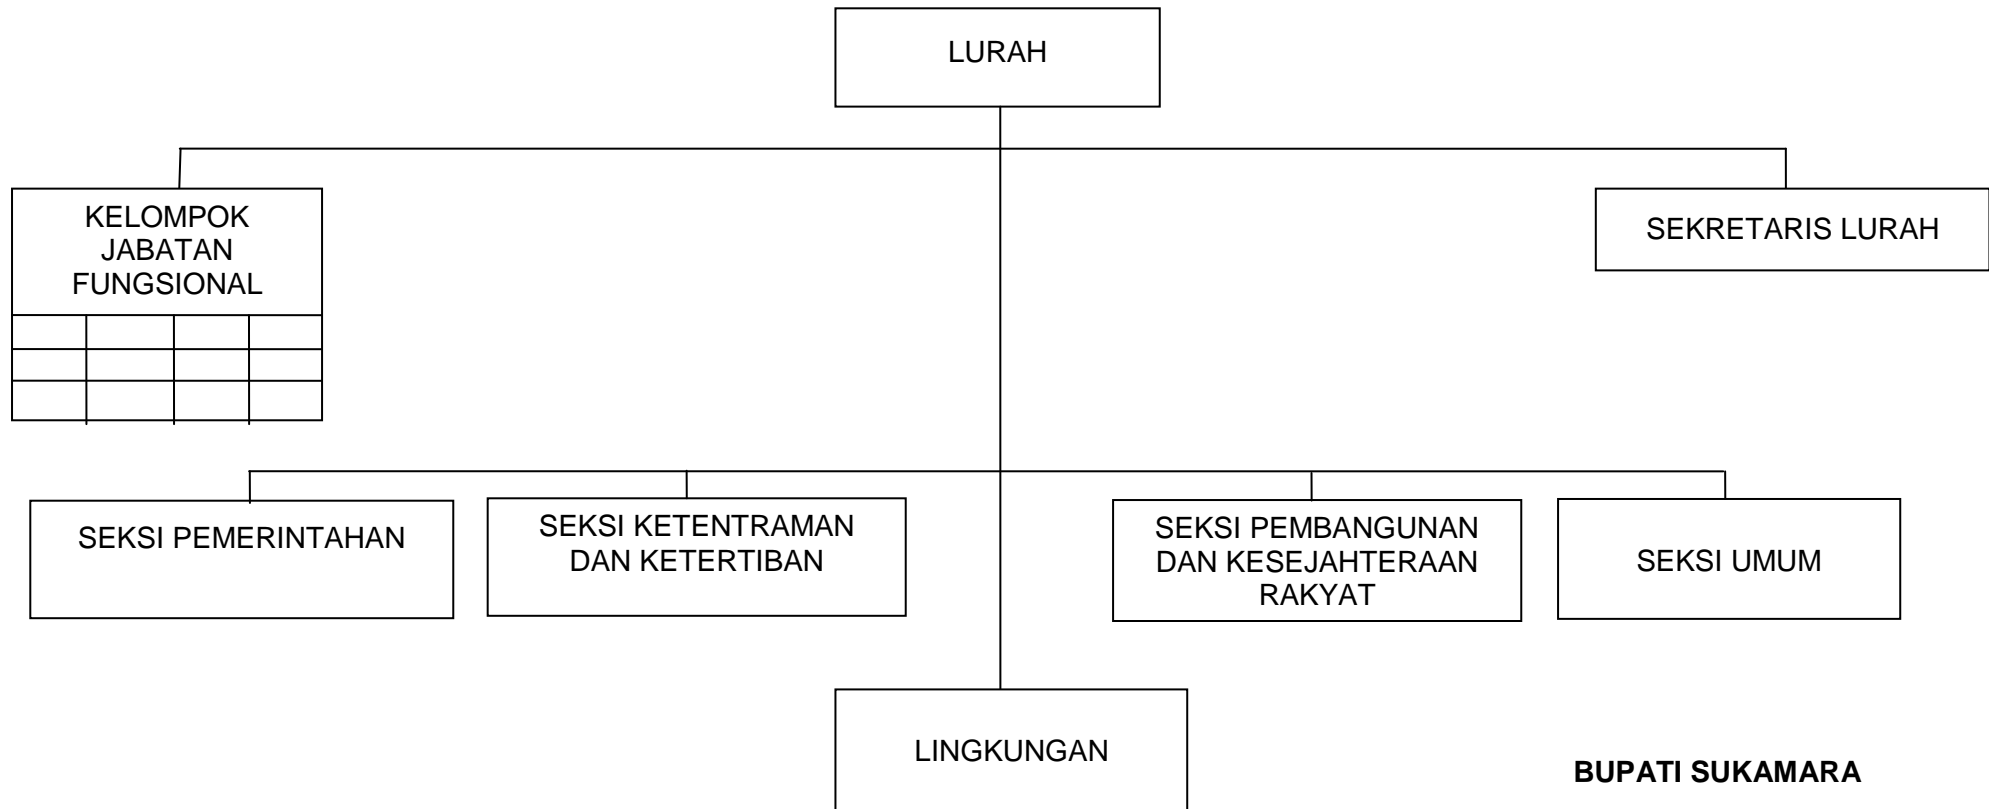 LURAH
KELOMPOK
JABATAN
FUNGSIONAL
SEKRETARIS LURAH
SEKSI PEMERINTAHAN
SEKSI KETENTRAMAN
DAN KETERTIBAN
SEKSI PEMBANGUNAN
DAN KESEJAHTERAAN
RAKYAT
SEKSI UMUM
LINGKUNGAN
BUPATI SUKAMARA